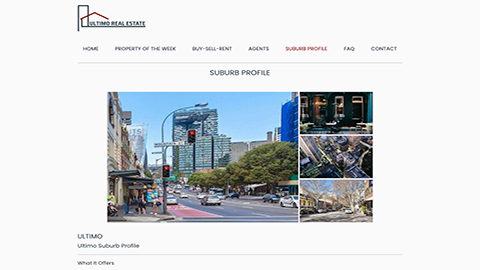 ULTIMO REAL ESTATE
HOME PROPERTY OF THE WEEK BUY-SELL-RENT AGENTS SUBURB PROFILE FAQ CONTACT
SUBURB PROFILE
ULTIMO
Ultimo Suburb Profile
What It Offers